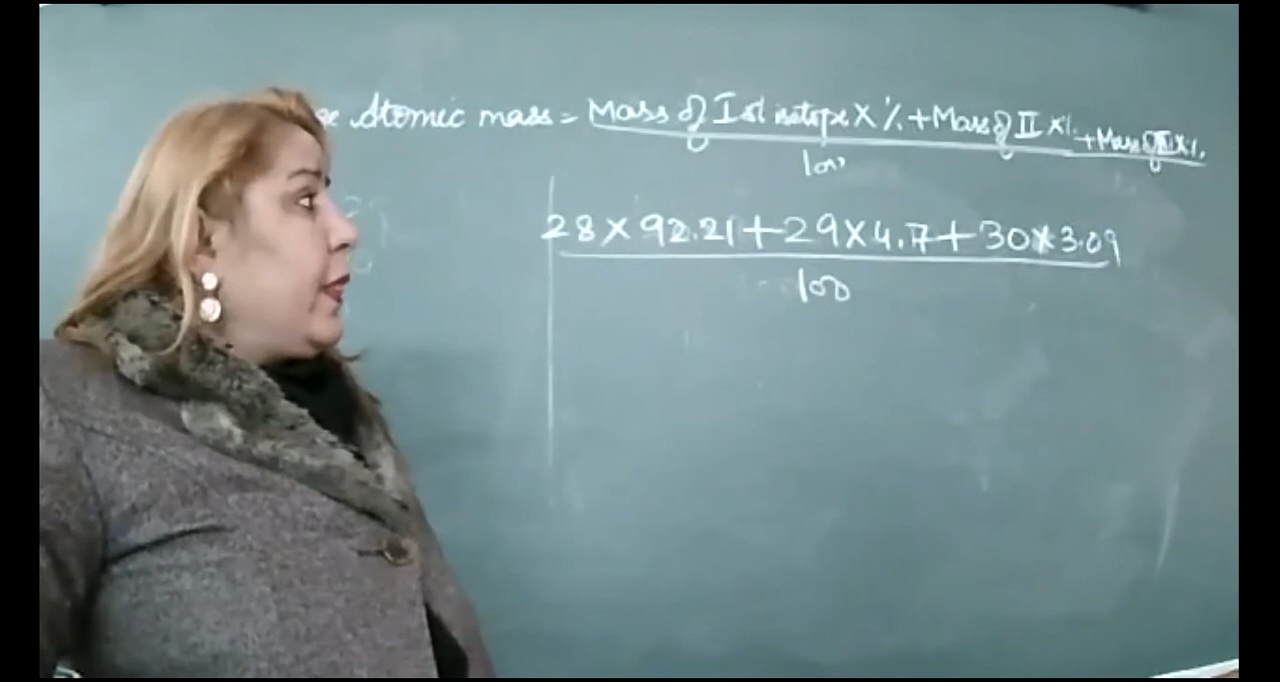 Atomic mass = Mass of Ist isotope X % + Mass of II X %. + Mass of III X %.
100
28 × 92.21 + 29 × 4.7 + 30 × 3.09
100